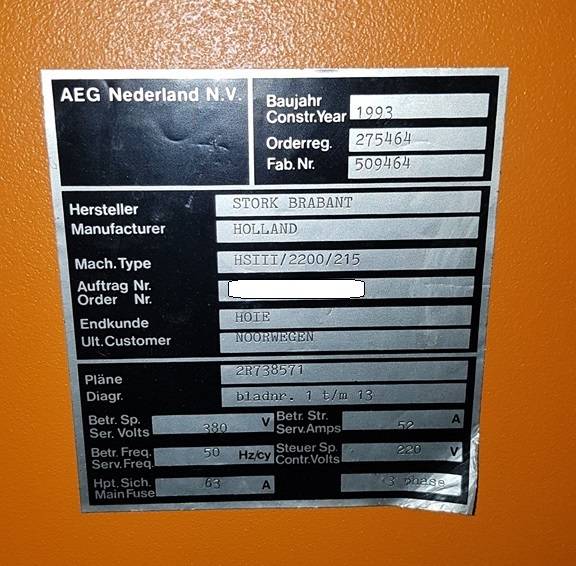 AEG Nederland N.V.
Baujahr
Constr.Year 1993
Orderreg. 275464
Fab.Nr. 509464
Hersteller STORK BRABANT
Manufacturer HOLLAND
Mach.Type HSIII/2200/215
Auftrag Nr.
Order Nr.
Endkunde HOIE
Ult.Customer NOORWEGEN
Pläne 2R738571
Diagr. bladnr. 1 t/m 13
Betr. Sp.
Ser. Volts 380 V
Betr. Str.
Serv.Amps 52 A
Betr. Freq.
Serv.Freq. 50 Hz/cy
Steuer Sp.
Contr.Volts 220 V
Hpt. Sich.
Main Fuse 63 A
3 phase